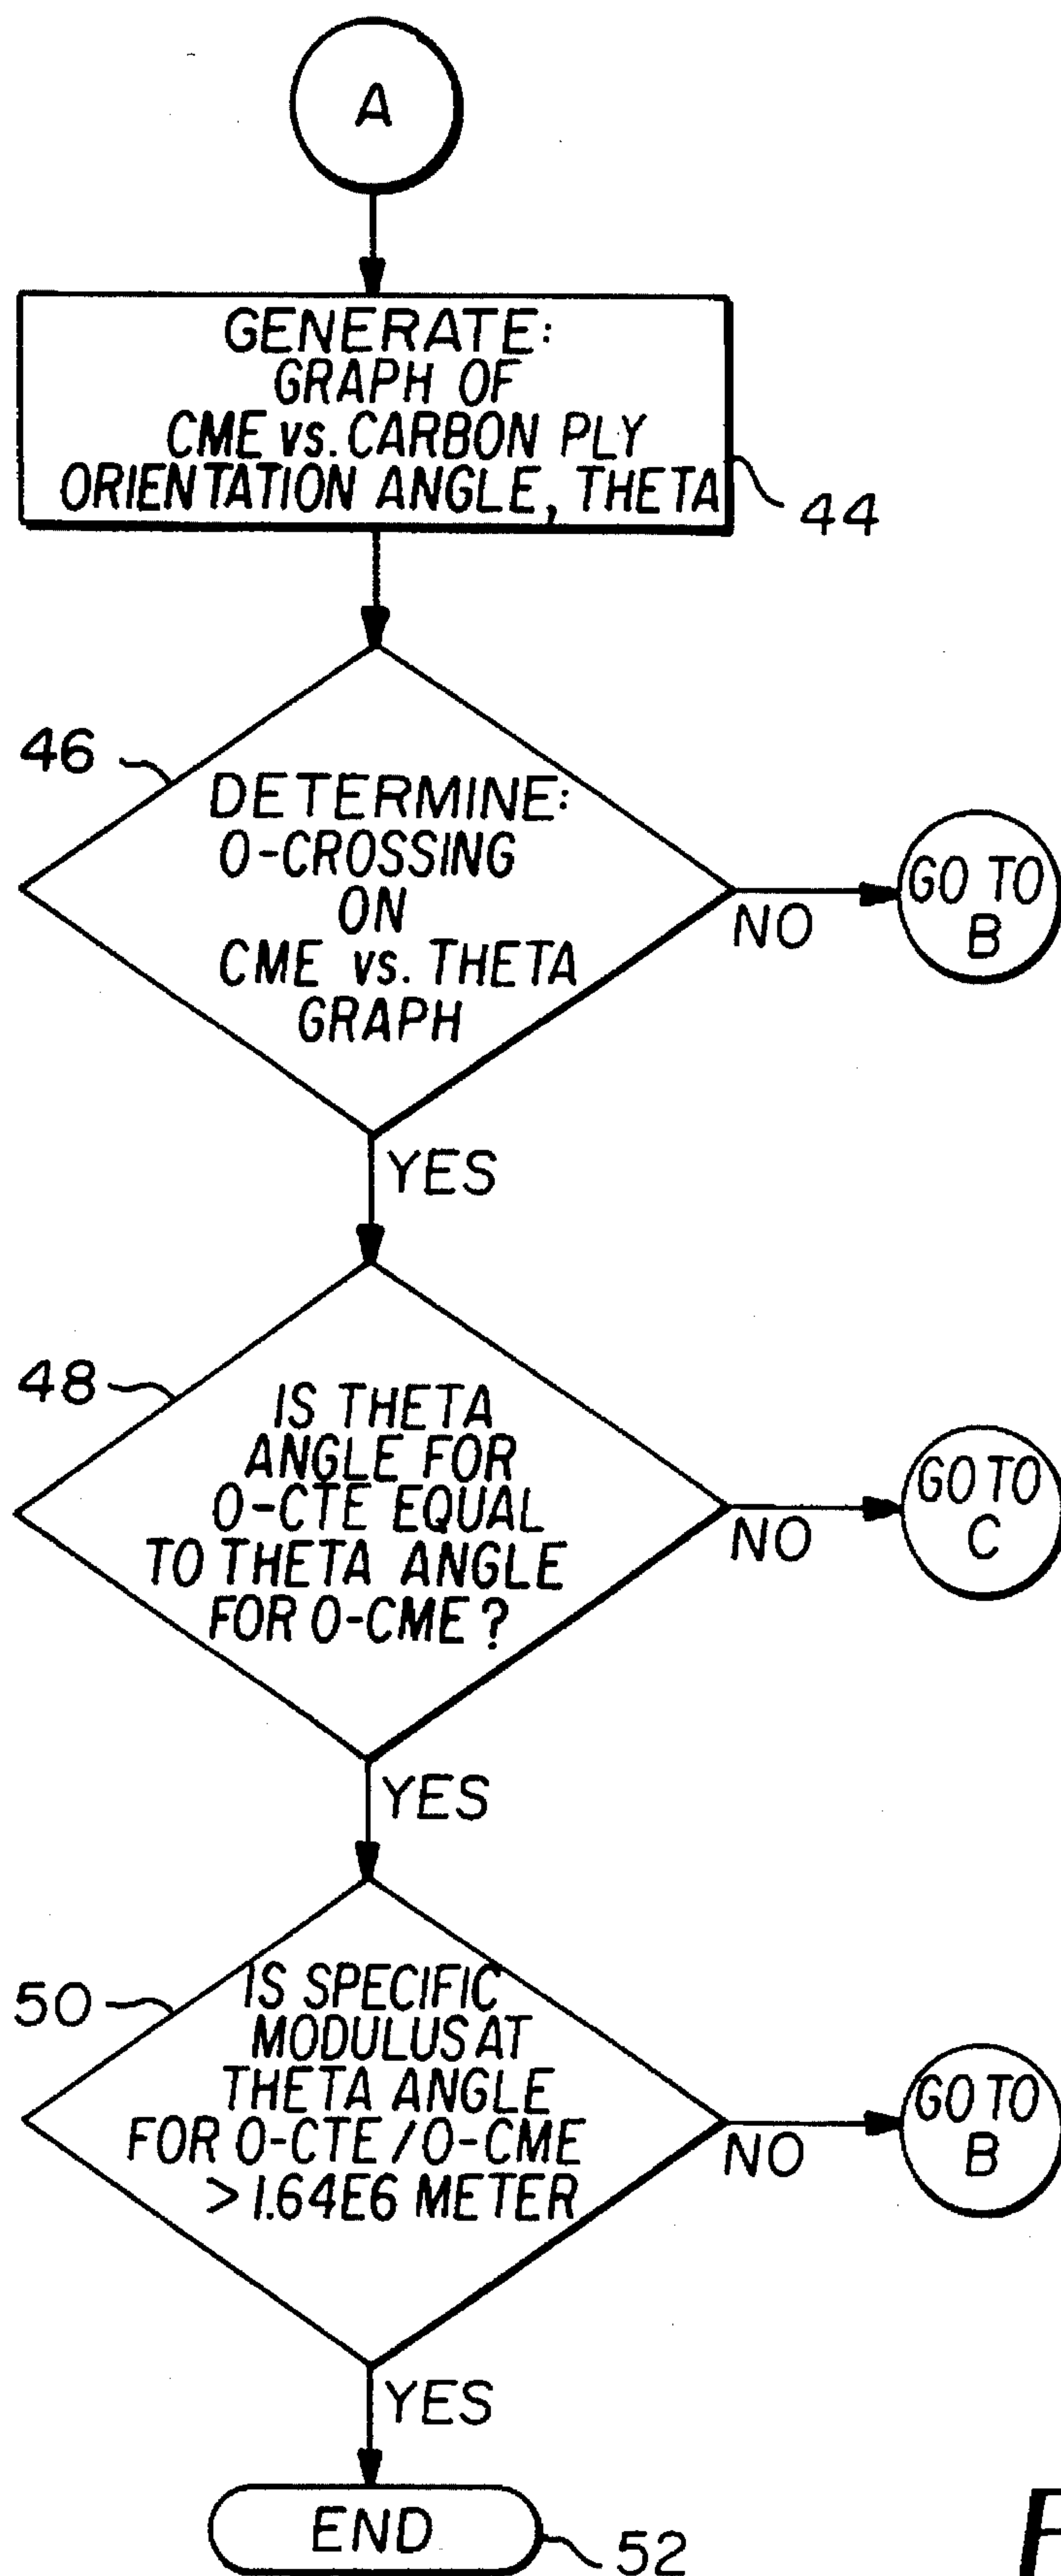 A
GENERATE:
GRAPH OF
CME vs. CARBON PLY
ORIENTATION ANGLE, THETA
44
46
DETERMINE:
0-CROSSING
ON
CME vs. THETA
GRAPH
NO
GO TO
B
YES
48
IS THETA
ANGLE FOR
0-CTE EQUAL
TO THETA ANGLE
FOR 0-CME?
NO
GO TO
C
YES
50
IS SPECIFIC
MODULUS AT
THETA ANGLE
FOR 0-CTE/0-CME
>1.64E6 METER
NO
GO TO
B
YES
END
52